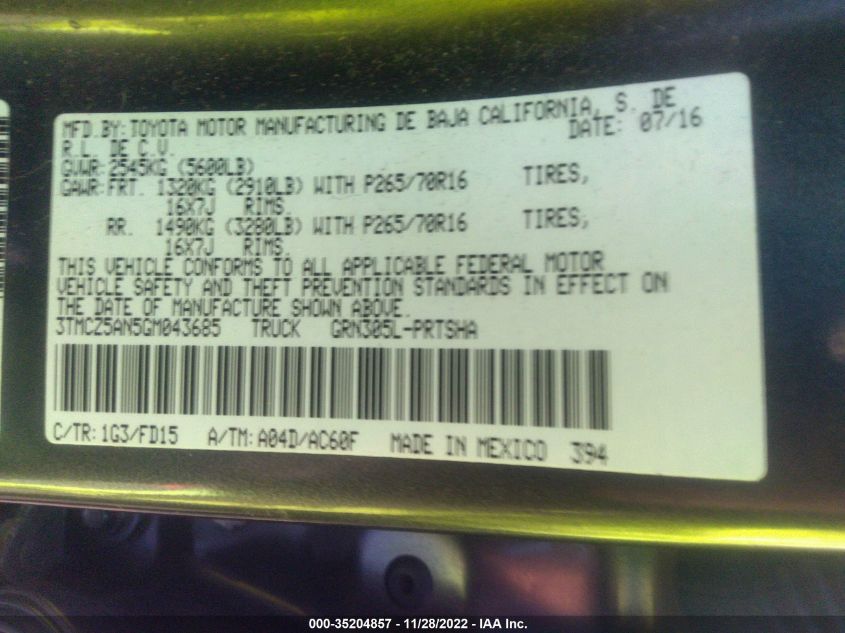 MFD.BY:TOYOTA MOTOR MANUFACTURING DE BAJA CALIFORNIA, S. DE
R.L. DE C.V. DATE: 07/16
GVWR:2545KG (5600LB)
GAWR:FRT. 1320KG (2910LB) WITH P265/70R16 TIRES,
16X7J RIMS.
RR. 1490KG (3280LB) WITH P265/70R16 TIRES,
16X7J RIMS.
THIS VEHICLE CONFORMS TO ALL APPLICABLE FEDERAL MOTOR
VEHICLE SAFETY AND THEFT PREVENTION STANDARDS IN EFFECT ON
THE DATE OF MANUFACTURE SHOWN ABOVE.
3TMCZ5AN5GM043685 TRUCK GRN305L-PRTSHA
C/TR:1G3/FD15 A/TM:A04D/AC60F MADE IN MEXICO 394
000-35204857 - 11/28/2022 - IAA Inc.